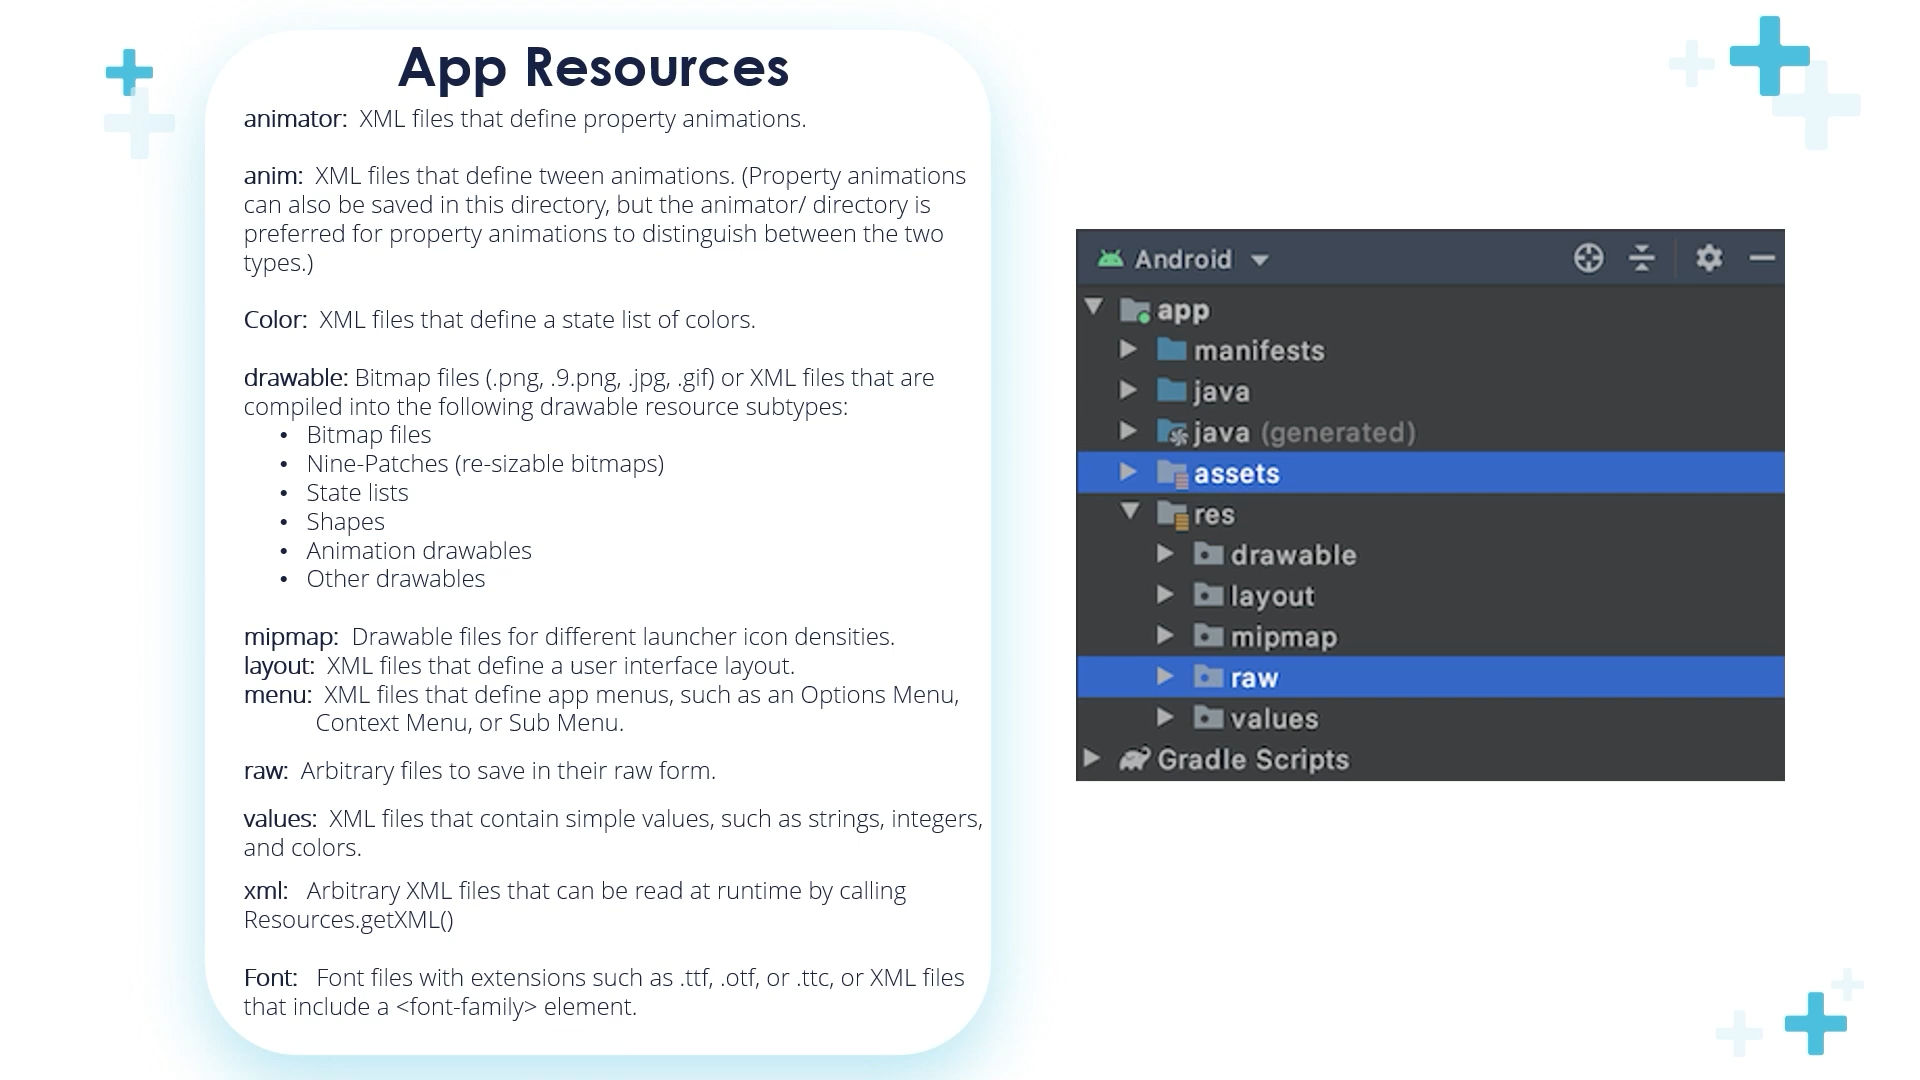 App Resources
animator: XML files that define property animations.
anim: XML files that define tween animations. (Property animations
can also be saved in this directory, but the animator/ directory is
preferred for property animations to distinguish between the two
types.)
Color: XML files that define a state list of colors.
drawable: Bitmap files (.png, .9.png, .jpg, .gif) or XML files that are
compiled into the following drawable resource subtypes:
• Bitmap files
• Nine-Patches (re-sizable bitmaps)
• State lists
• Shapes
• Animation drawables
• Other drawables
mipmap: Drawable files for different launcher icon densities.
layout: XML files that define a user interface layout.
menu: XML files that define app menus, such as an Options Menu,
Context Menu, or Sub Menu.
raw: Arbitrary files to save in their raw form.
values: XML files that contain simple values, such as strings, integers,
and colors.
xml: Arbitrary XML files that can be read at runtime by calling
Resources.getXML()
Font: Font files with extensions such as .ttf, .otf, or .ttc, or XML files
that include a <font-family> element.
Android
app
manifests
java
java (generated)
assets
res
drawable
layout
mipmap
raw
values
Gradle Scripts